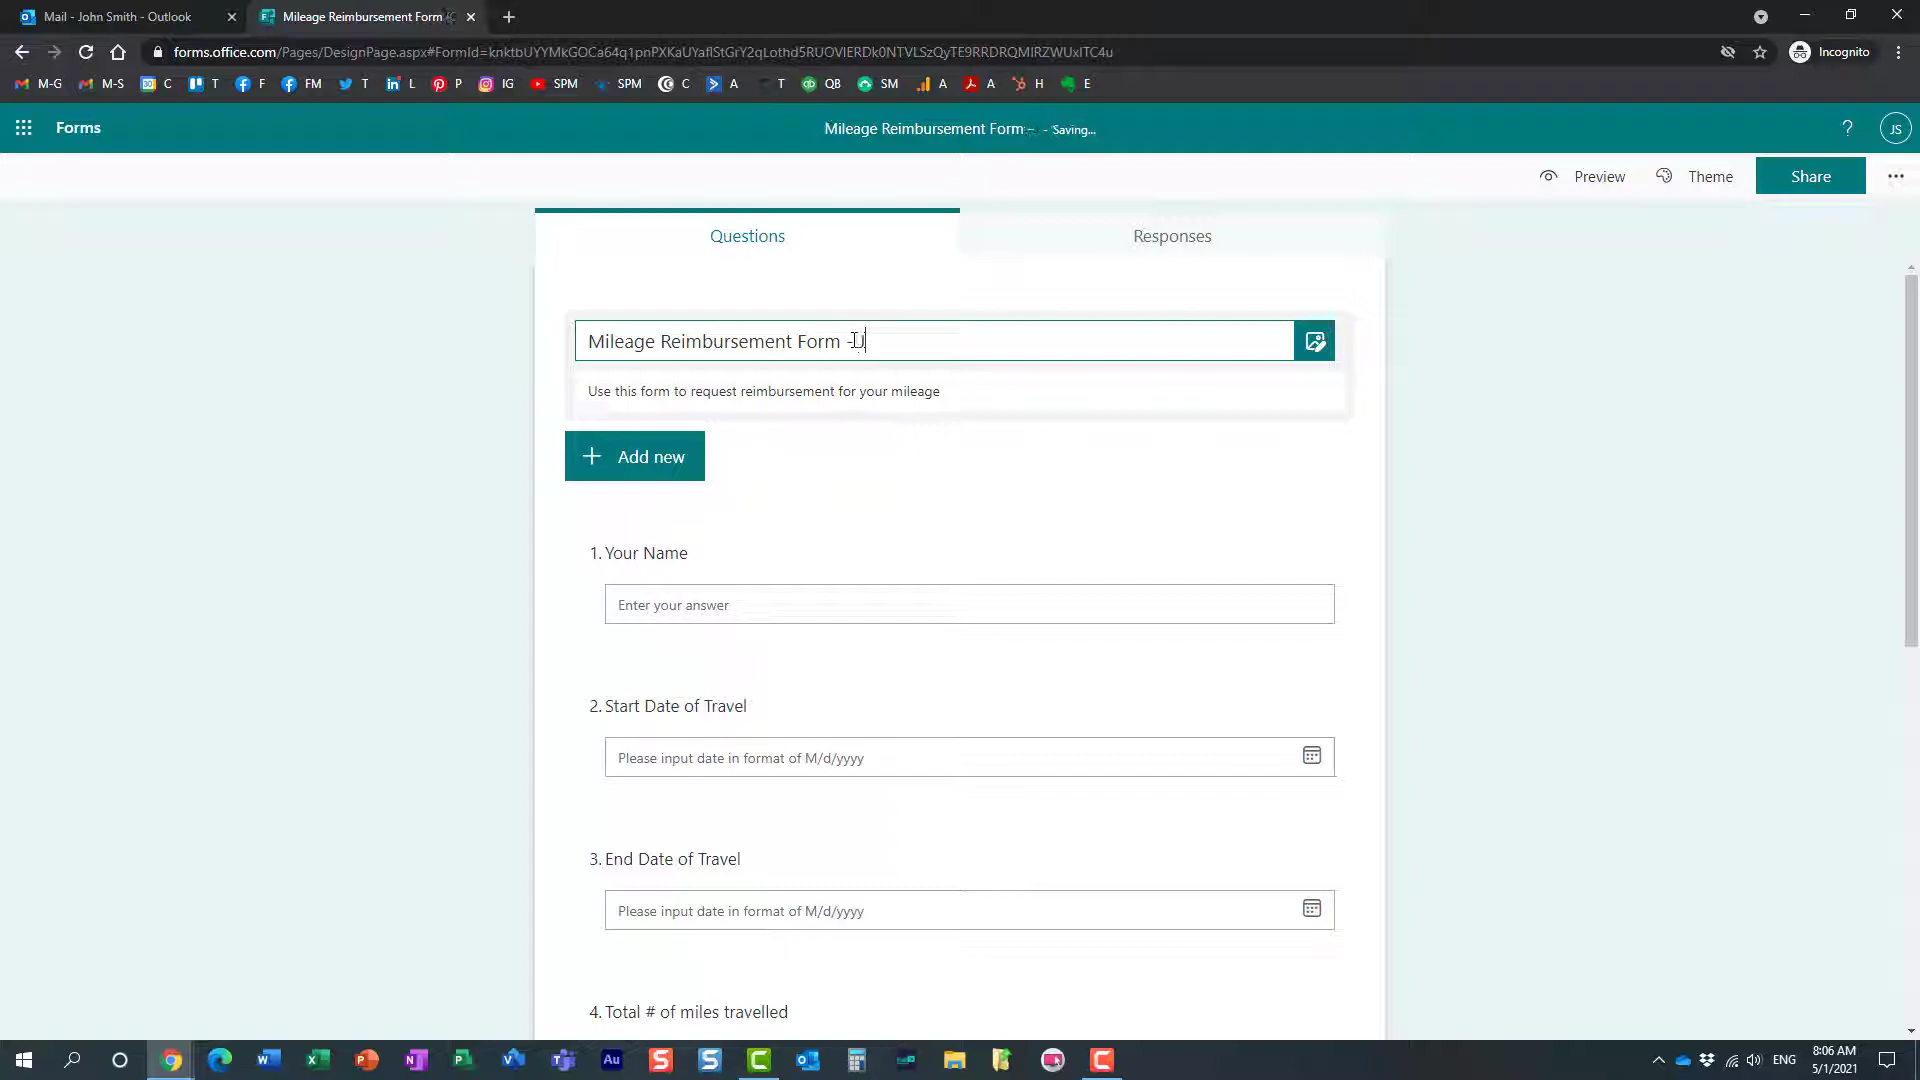 Mail - John Smith - Outlook
Mileage Reimbursement Form
forms.office.com/Pages/DesignPage.aspx#FormId=knktbUYYMkGOCa64q1pnPXKaUYaflStGrY2qLothd5RUOVlERDk0NTVLSzQyTE9RRDRQMlRZWUxITC4u
Incognito
M-G M-S C T F FM T L P IG SPM SPM C A T QB SM A A H E
Forms
Mileage Reimbursement Form – - Saving...
? JS
Preview Theme Share
Questions Responses
Mileage Reimbursement Form -U
Use this form to request reimbursement for your mileage
Add new
1. Your Name
Enter your answer
2. Start Date of Travel
Please input date in format of M/d/yyyy
3. End Date of Travel
Please input date in format of M/d/yyyy
4. Total # of miles travelled
ENG
8:06 AM
5/1/2021